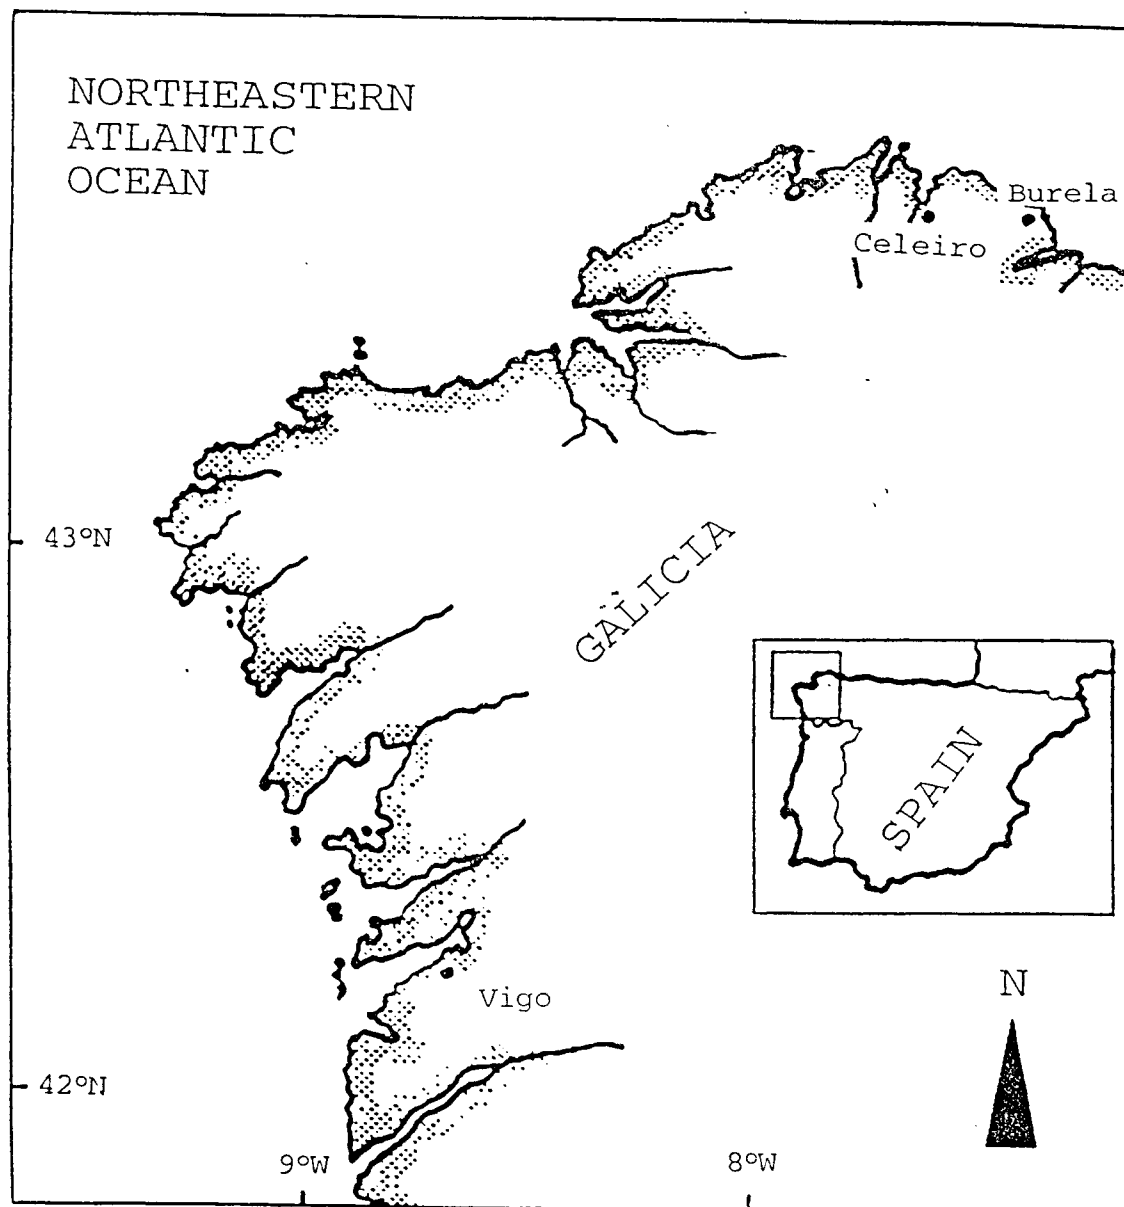 NORTHEASTERN
ATLANTIC
OCEAN
Burela
Celeiro
43°N
GALICIA
SPAIN
N
Vigo
42°N
9°W
8°W